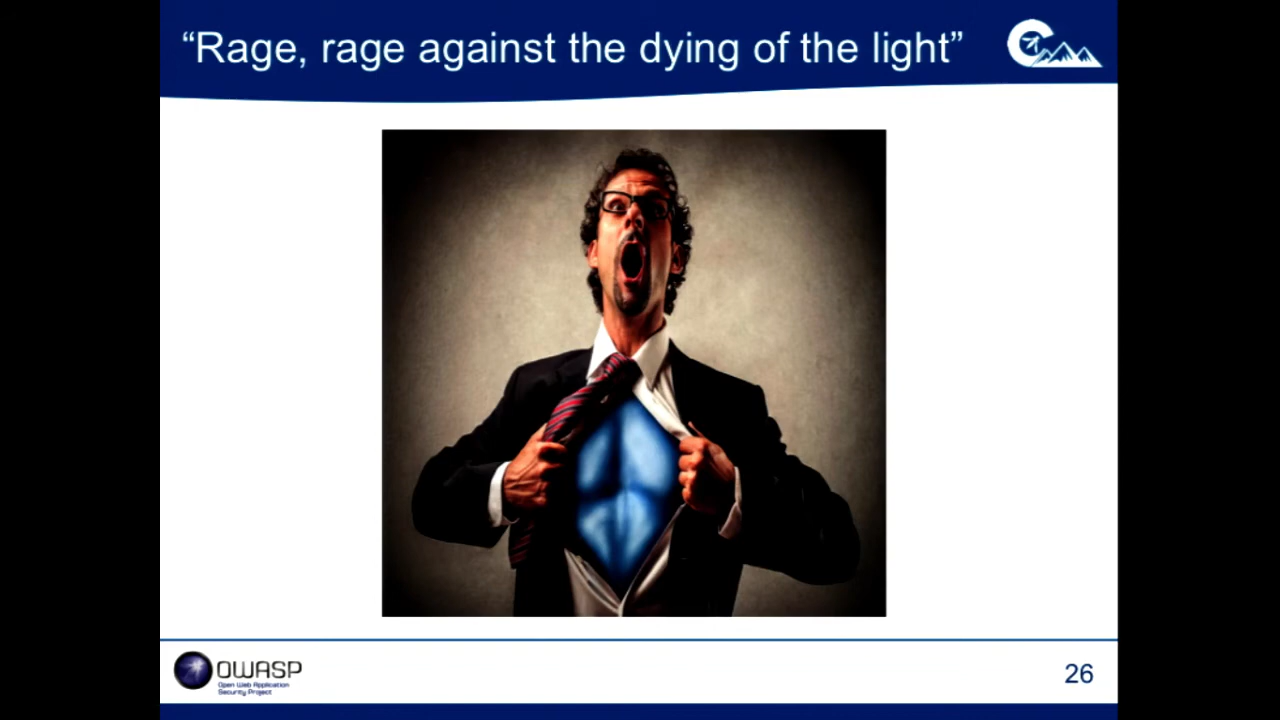 “Rage, rage against the dying of the light”
OWASP
Open Web Application
Security Project
26